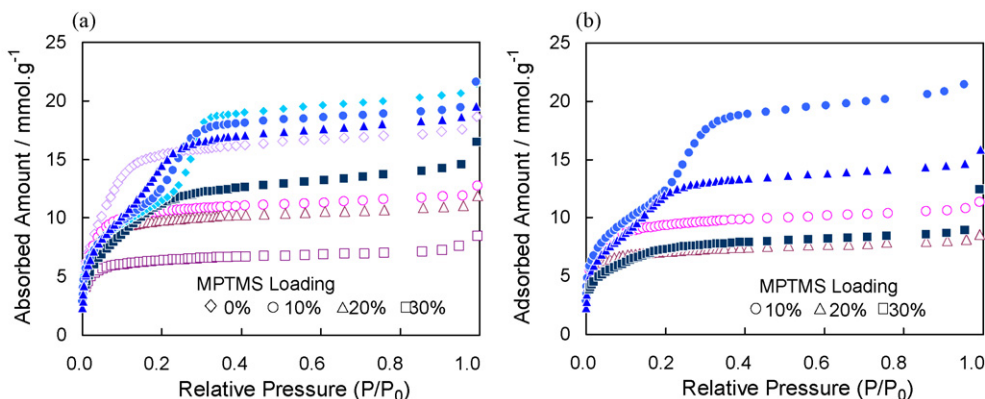 (a)
Absorbed Amount / mmol.g-1
25
20
15
10
5
0
MPTMS Loading
◇ 0% ○ 10% △20% □30%
0.0 0.2 0.4 0.6 0.8 1.0
Relative Pressure (P/P0)
(b)
Adsorbed Amount / mmol.g-1
25
20
15
10
5
0
MPTMS Loading
○ 10% △ 20% □ 30%
0.0 0.2 0.4 0.6 0.8 1.0
Relative Pressure (P/P0)